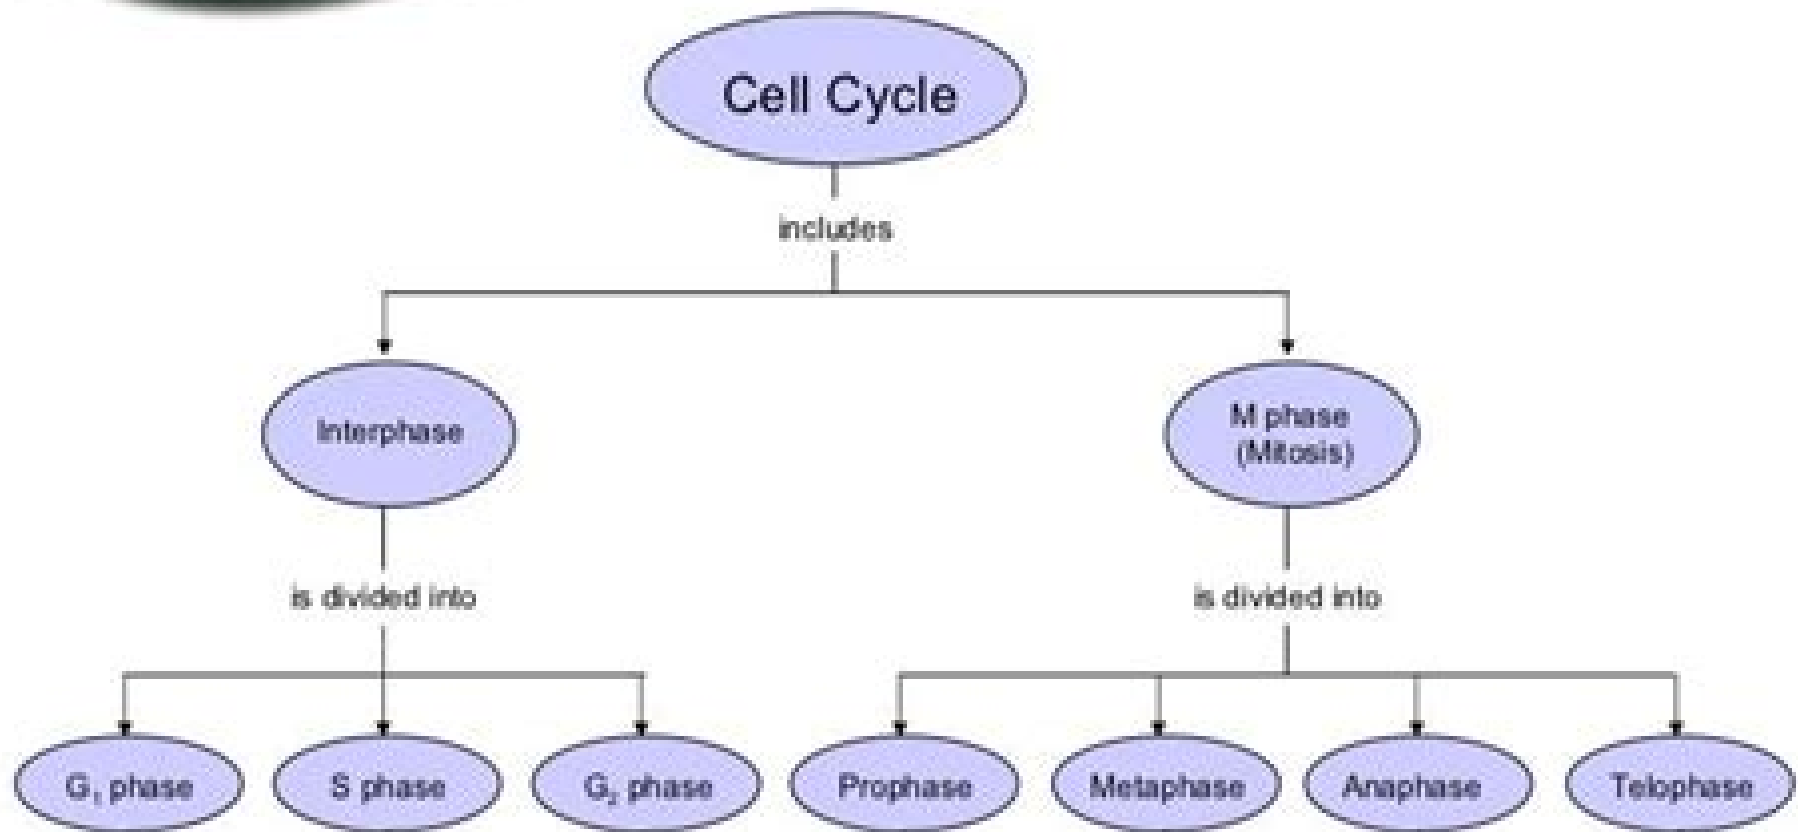 Cell Cycle
includes
Interphase
M phase
(Mitosis)
is divided into
is divided into
G₁ phase
S phase
G₂ phase
Prophase
Metaphase
Anaphase
Telophase